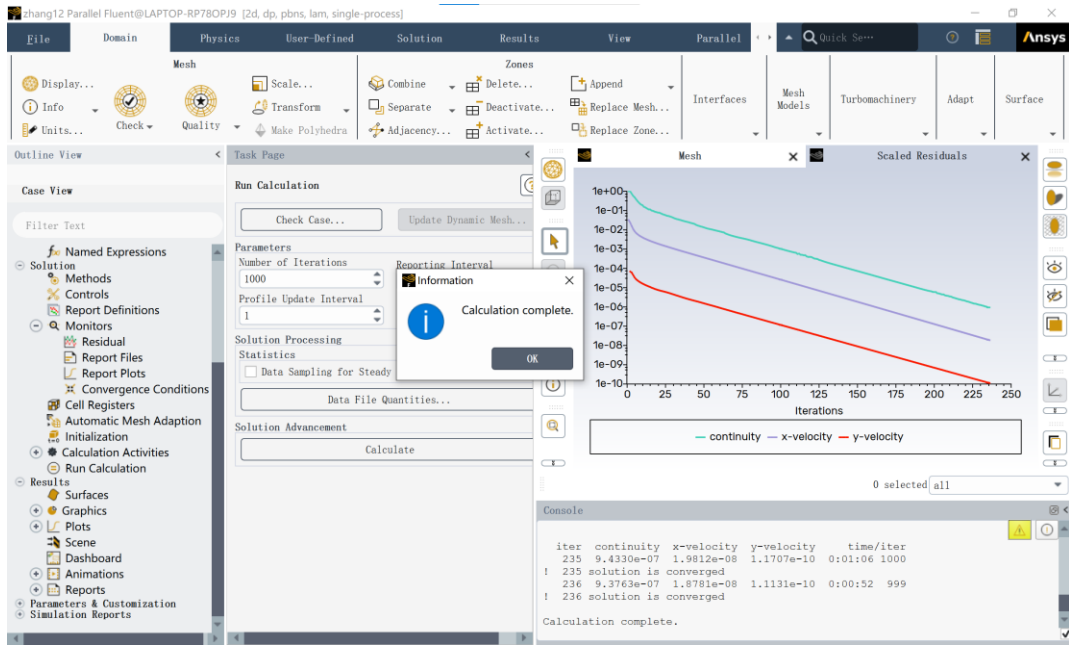 zhang12 Parallel Fluent@LAPTOP-RP78OPJ9 [2d, dp, pbns, lam, single-process]
File Domain Physics User-Defined Solution Results View Parallel Quick Se··· Ansys
Mesh Zones
Display... Scale... Combine Delete... Append
Info Transform Separate Deactivate... Replace Mesh... Interfaces Mesh Models Turbomachinery Adapt Surface
Units... Check Quality Make Polyhedra Adjacency... Activate... Replace Zone...
Outline View
Case View
Filter Text
Named Expressions
Solution
Methods
Controls
Report Definitions
Monitors
Residual
Report Files
Report Plots
Convergence Conditions
Cell Registers
Automatic Mesh Adaption
Initialization
Calculation Activities
Run Calculation
Results
Surfaces
Graphics
Plots
Scene
Dashboard
Animations
Reports
Parameters & Customization
Simulation Reports
Task Page
Run Calculation
Check Case... Update Dynamic Mesh...
Parameters
Number of Iterations Reporting Interval
1000
Profile Update Interval
1
Solution Processing
Statistics
Data Sampling for Steady
Data File Quantities...
Solution Advancement
Calculate
Information
Calculation complete.
OK
Mesh Scaled Residuals
1e+00
1e-01
1e-02
1e-03
1e-04
1e-05
1e-06
1e-07
1e-08
1e-09
1e-10
0 25 50 75 100 125 150 175 200 225 250
Iterations
continuity x-velocity y-velocity
0 selected all
Console
iter continuity x-velocity y-velocity time/iter
235 9.4330e-07 1.9812e-08 1.1707e-10 0:01:06 1000
! 235 solution is converged
236 9.3763e-07 1.8781e-08 1.1131e-10 0:00:52 999
! 236 solution is converged
Calculation complete.